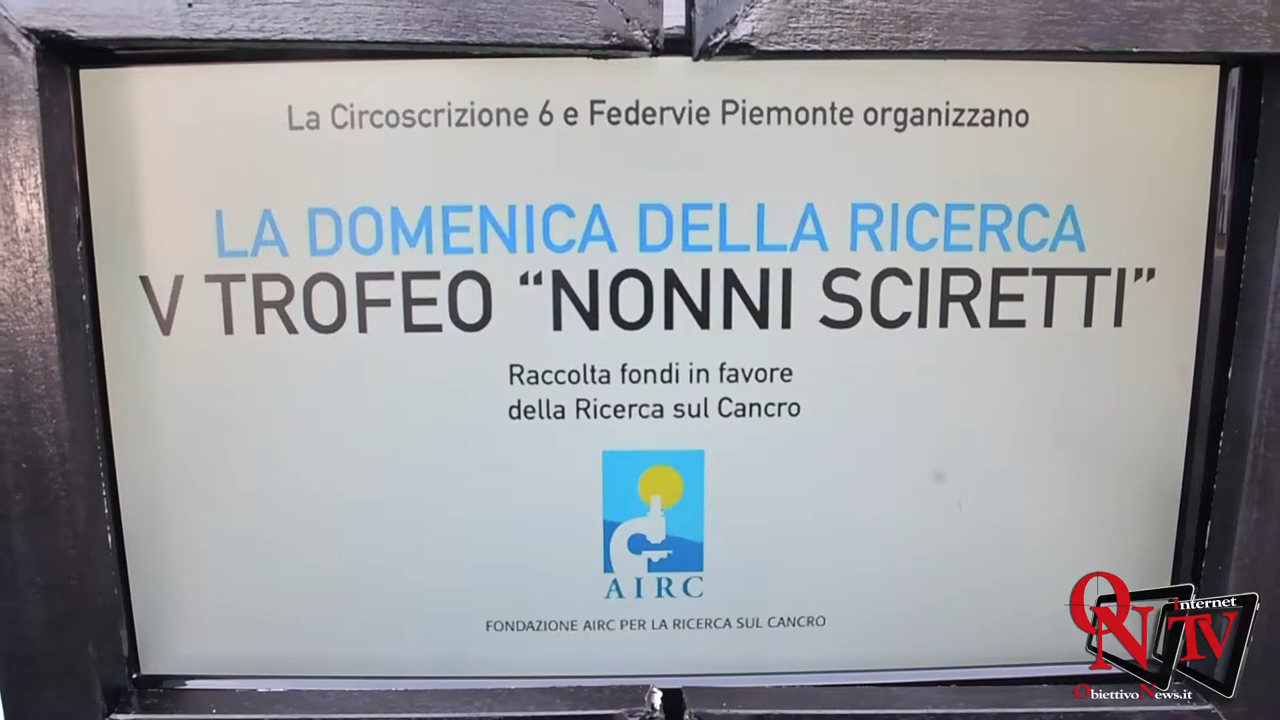 La Circoscrizione 6 e Federvie Piemonte organizzano
LA DOMENICA DELLA RICERCA
V TROFEO “NONNI SCIRETTI”
Raccolta fondi in favore
della Ricerca sul Cancro
AIRC
FONDAZIONE AIRC PER LA RICERCA SUL CANCRO
ON Internet TV
ObiettivoNews.it